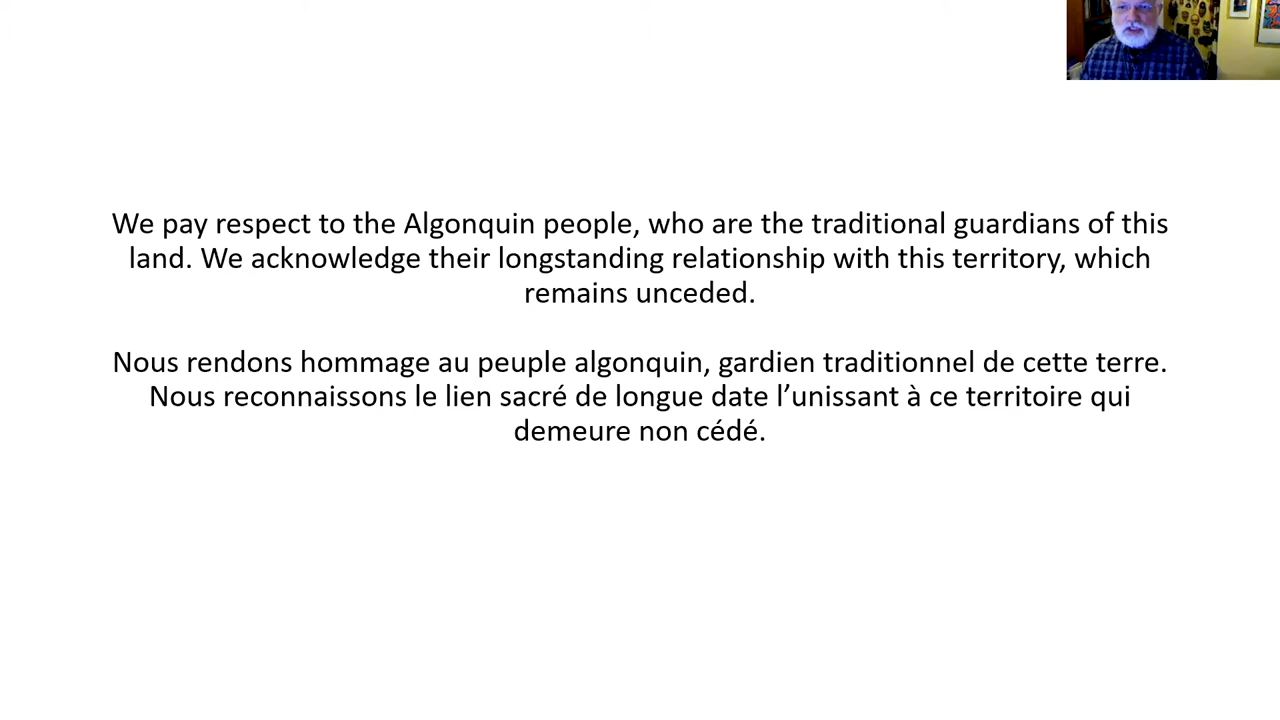 We pay respect to the Algonquin people, who are the traditional guardians of this
land. We acknowledge their longstanding relationship with this territory, which
remains unceded.
Nous rendons hommage au peuple algonquin, gardien traditionnel de cette terre.
Nous reconnaissons le lien sacré de longue date l’unissant à ce territoire qui
demeure non cédé.